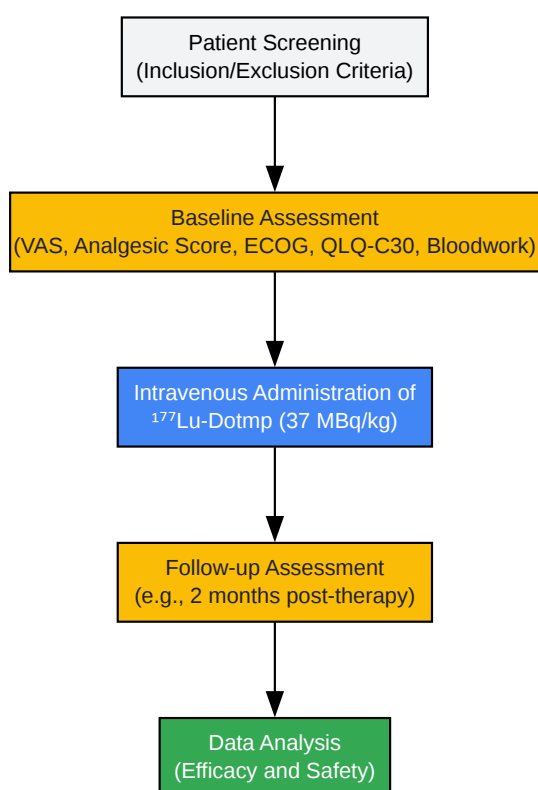 Patient Screening
(Inclusion/Exclusion Criteria)
Baseline Assessment
(VAS, Analgesic Score, ECOG, QLQ-C30, Bloodwork)
Intravenous Administration of
¹⁷⁷Lu-Dotmp (37 MBq/kg)
Follow-up Assessment
(e.g., 2 months post-therapy)
Data Analysis
(Efficacy and Safety)